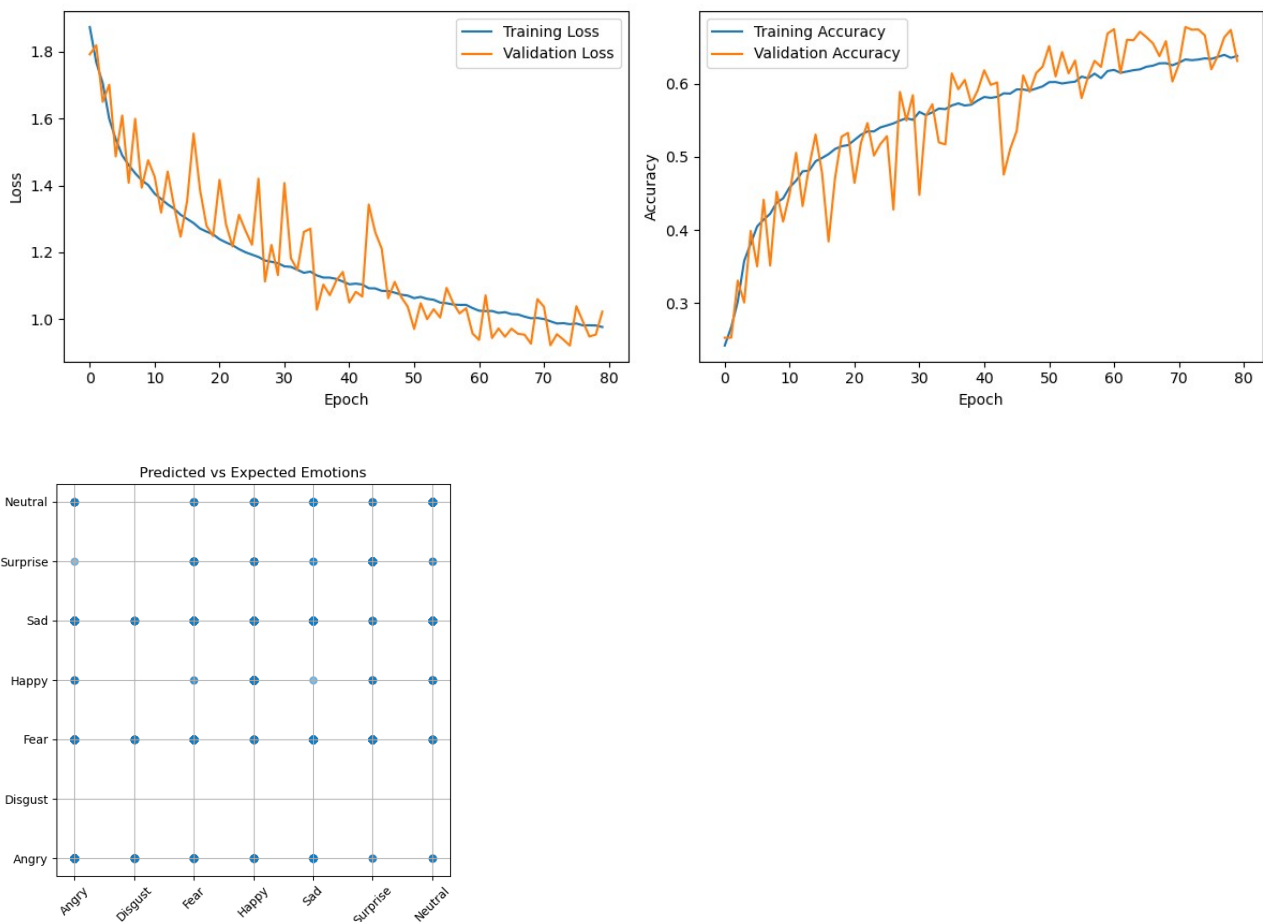 Training Loss
Validation Loss
1.8
1.6
1.4
1.2
1.0
Loss
0 10 20 30 40 50 60 70 80
Epoch
Training Accuracy
Validation Accuracy
0.6
0.5
0.4
0.3
Accuracy
0 10 20 30 40 50 60 70 80
Epoch
Predicted vs Expected Emotions
Neutral
Surprise
Sad
Happy
Fear
Disgust
Angry
Angry Disgust Fear Happy Sad Surprise Neutral